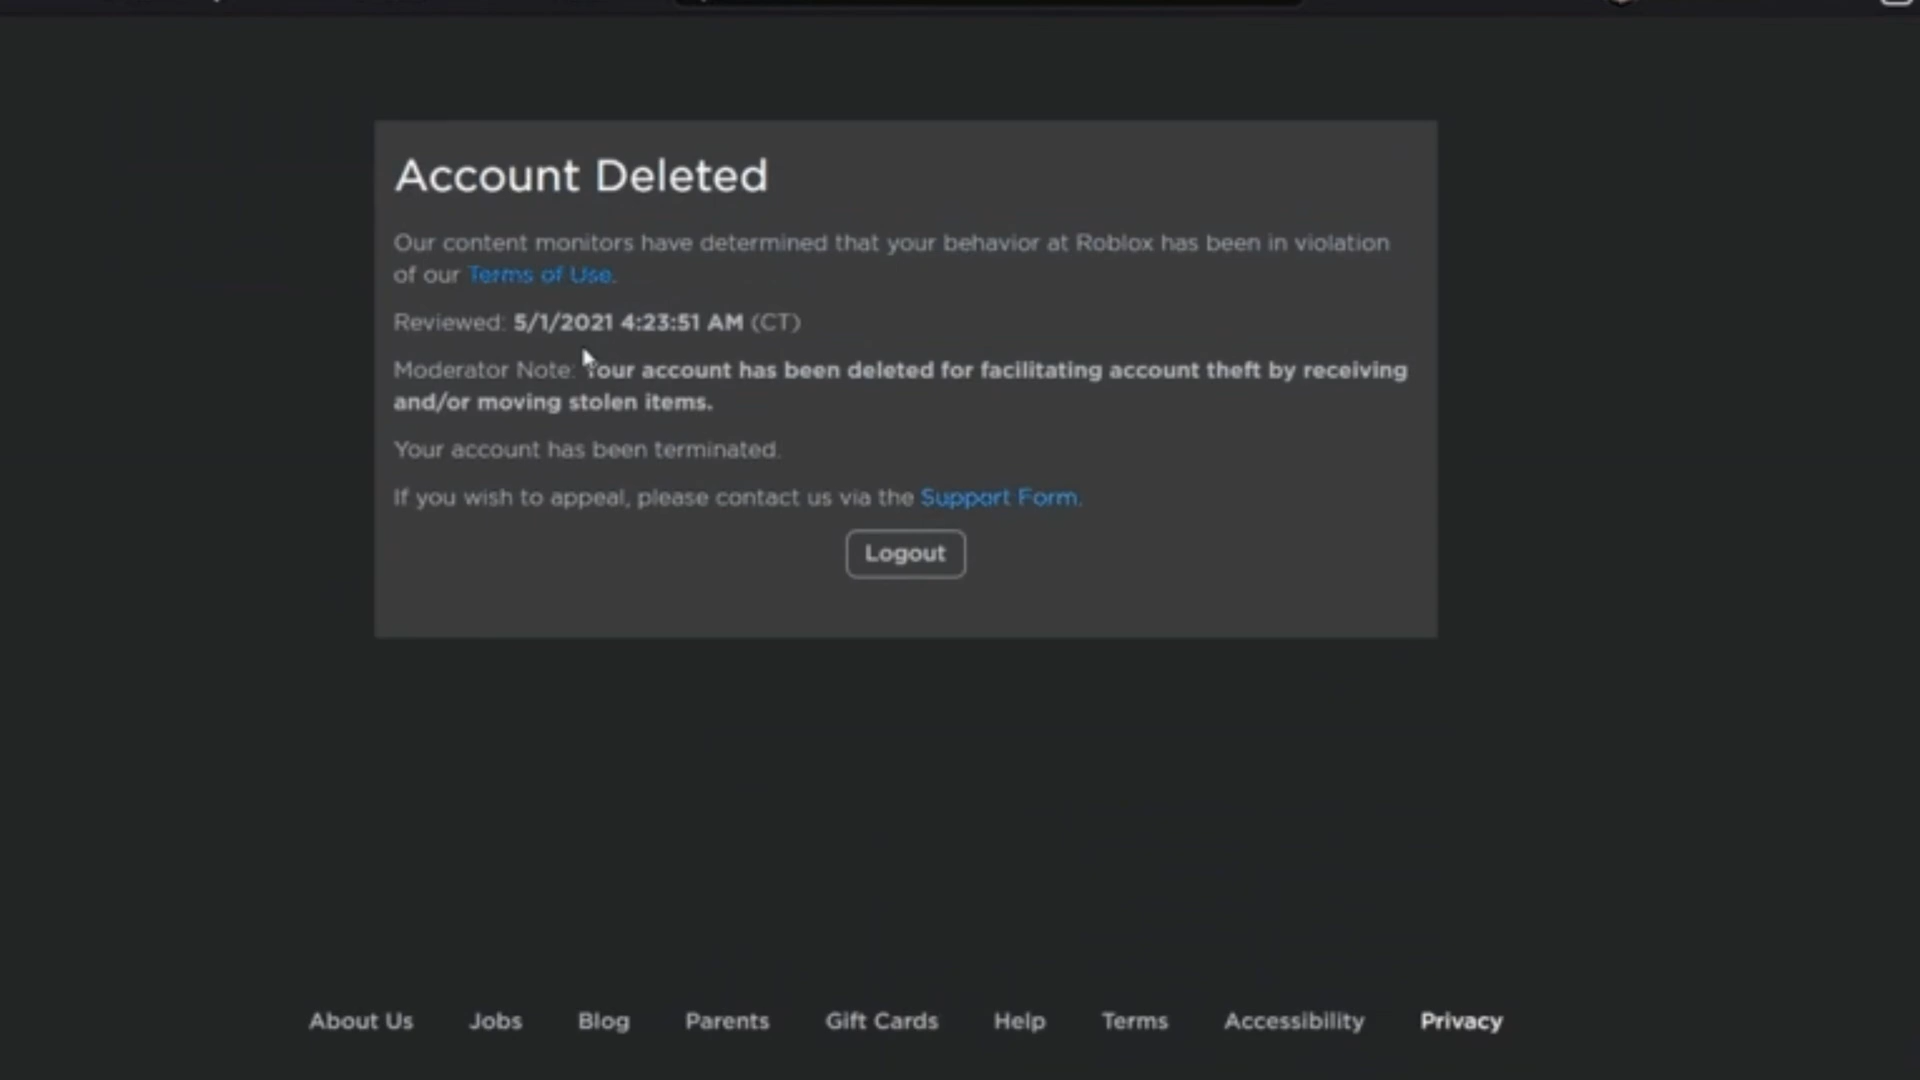 Account Deleted
Our content monitors have determined that your behavior at Roblox has been in violation
of our Terms of Use.
Reviewed: 5/1/2021 4:23:51 AM (CT)
Moderator Note: Your account has been deleted for facilitating account theft by receiving
and/or moving stolen items.
Your account has been terminated.
If you wish to appeal, please contact us via the Support Form.
Logout
About Us Jobs Blog Parents Gift Cards Help Terms Accessibility Privacy